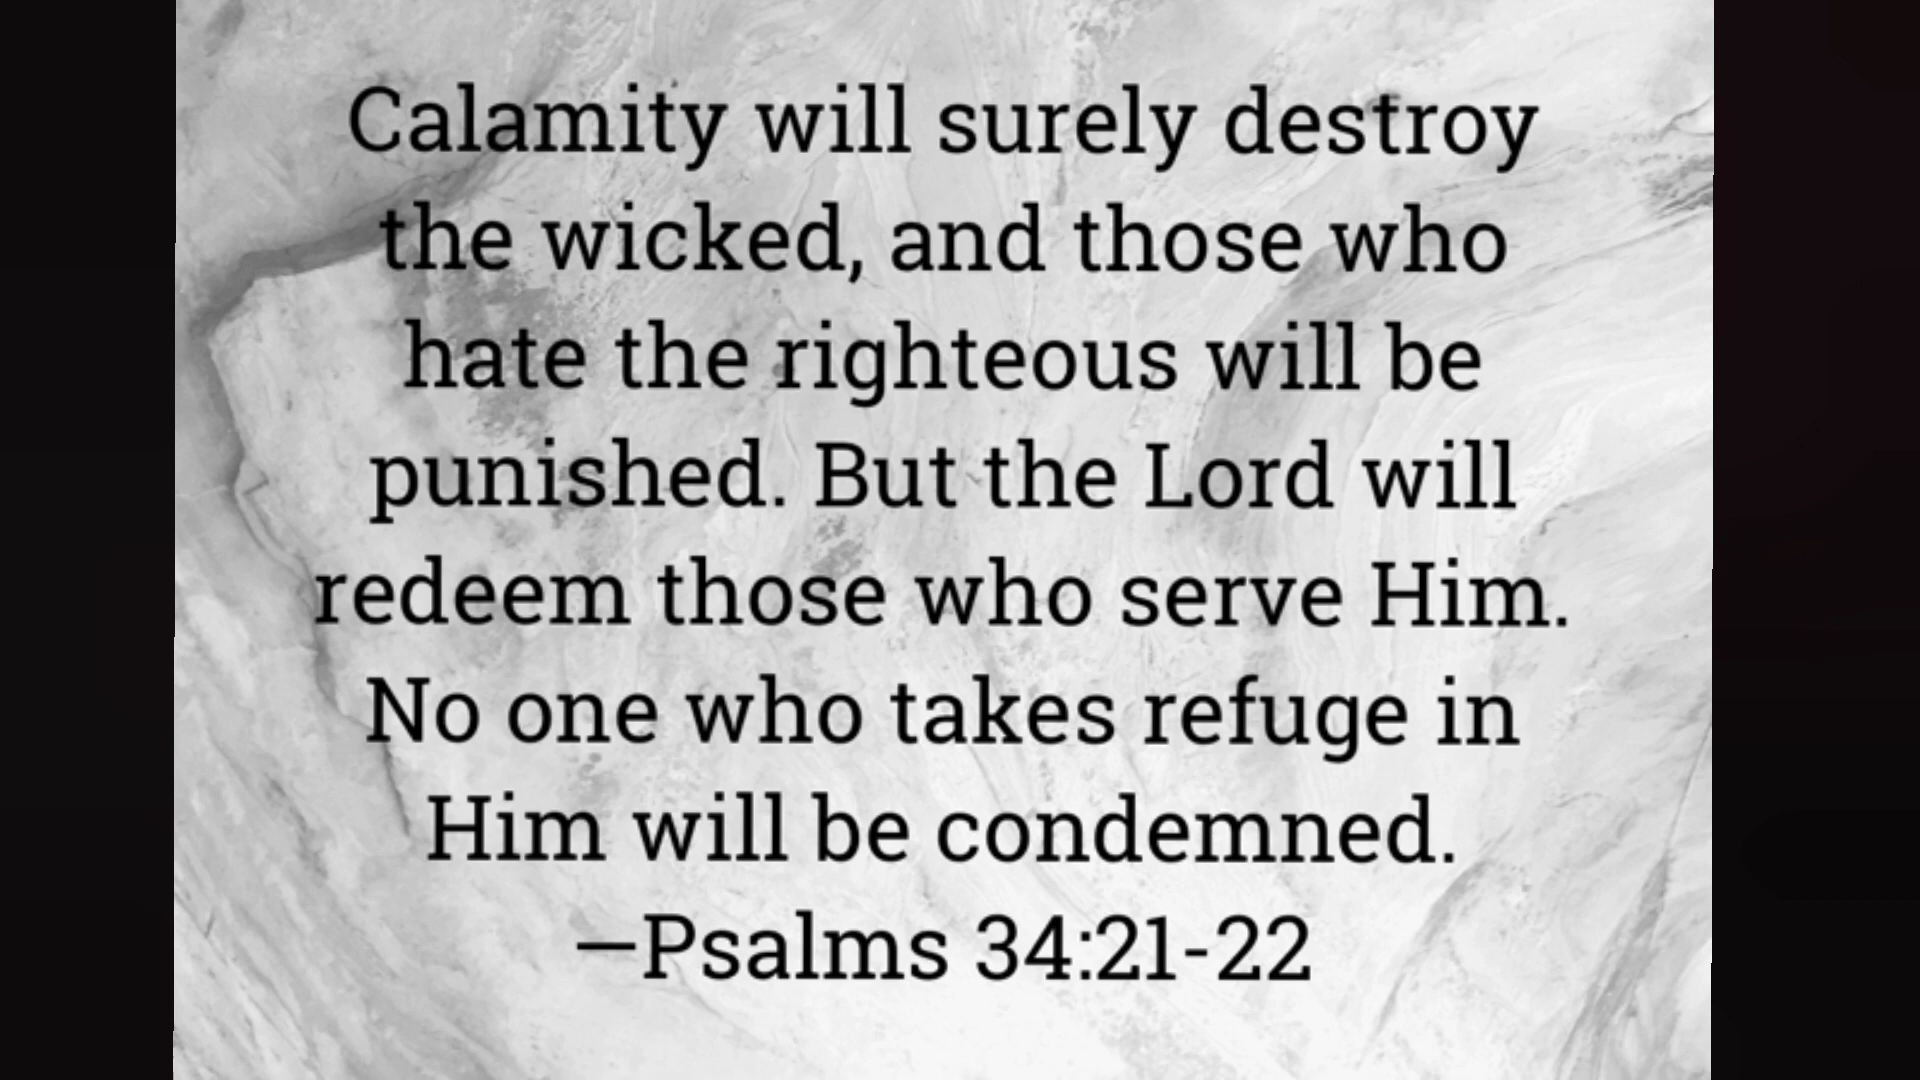 Calamity will surely destroy
the wicked, and those who
hate the righteous will be
punished. But the Lord will
redeem those who serve Him.
No one who takes refuge in
Him will be condemned.
—Psalms 34:21-22